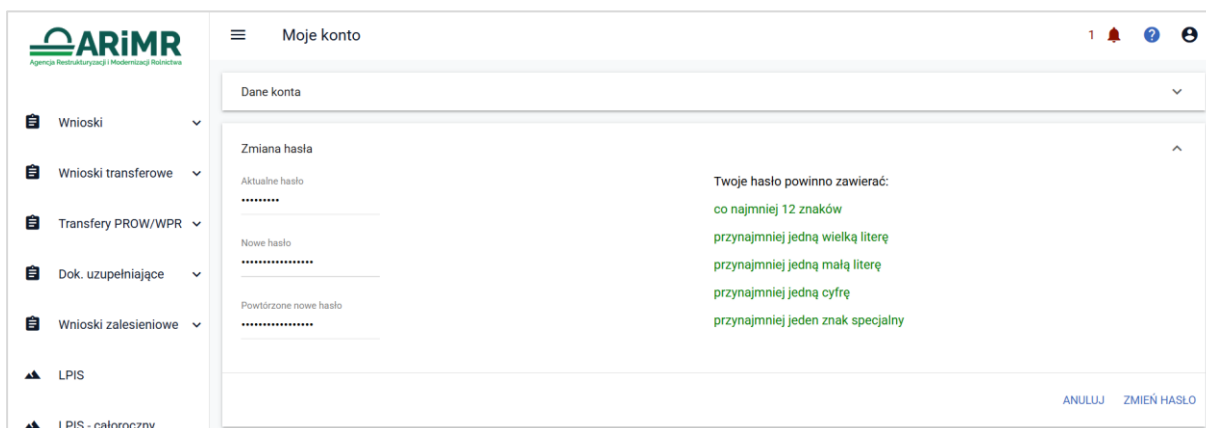 ARiMR
Agencja Restrukturyzacji i Modernizacji Rolnictwa
Moje konto
1
?
Wnioski
Wnioski transferowe
Transfery PROW/WPR
Dok. uzupełniające
Wnioski zalesieniowe
LPIS
LPIS - całoroczny
Dane konta
Zmiana hasła
Aktualne hasło
•••••••••
Nowe hasło
•••••••••••••••••
Powtórzone nowe hasło
•••••••••••••••••
Twoje hasło powinno zawierać:
co najmniej 12 znaków
przynajmniej jedną wielką literę
przynajmniej jedną małą literę
przynajmniej jedną cyfrę
przynajmniej jeden znak specjalny
ANULUJ ZMIEŃ HASŁO